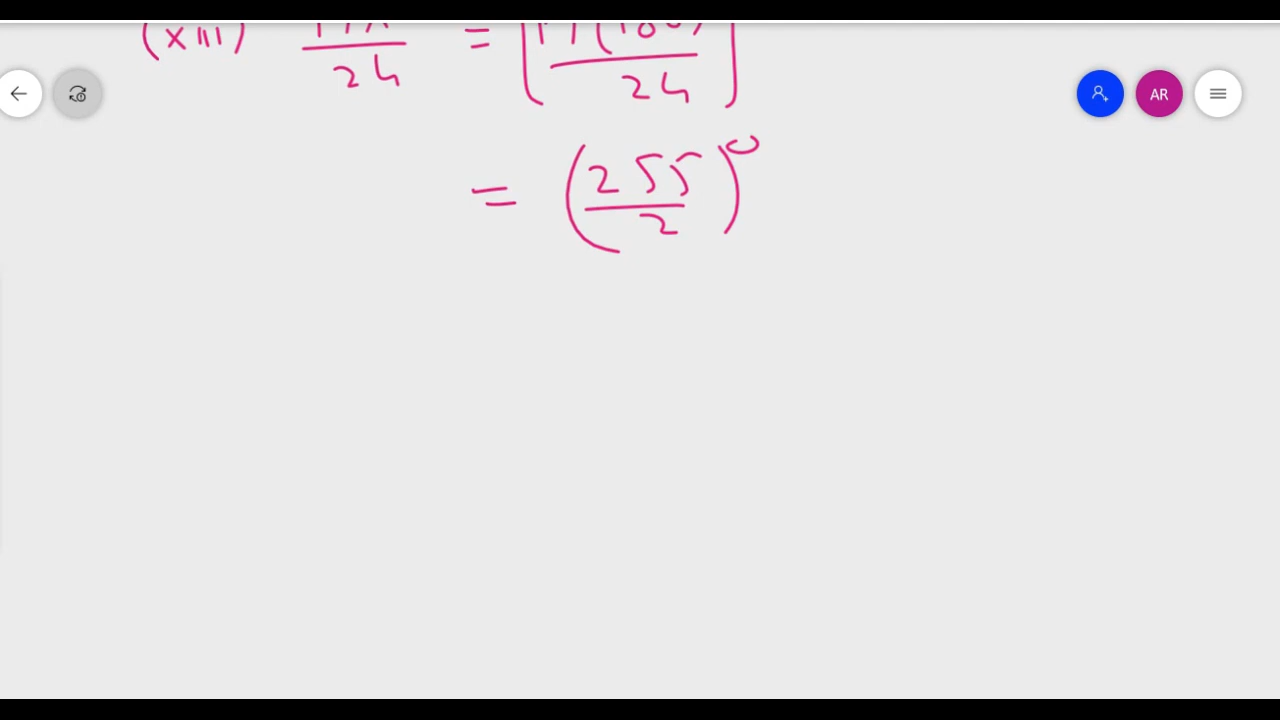 (xiii) 17π/24 = [17(180)/24]
AR
= (255/2)°